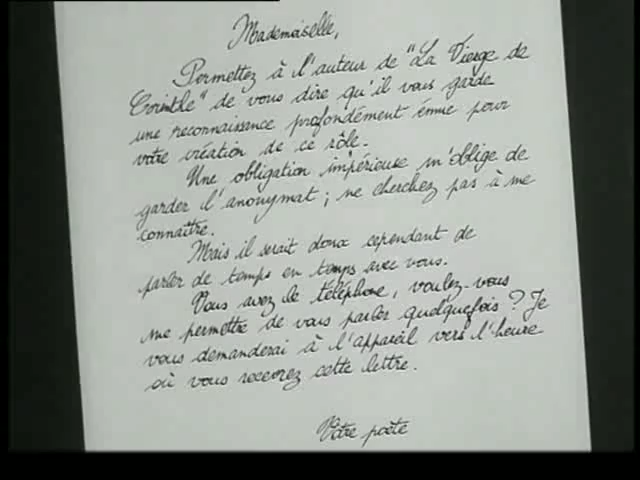 Mademoiselle,
Permettez à l'auteur de "La Vierge de
Corinthe" de vous dire qu'il vous garde
une reconnaissance profondément émue pour
votre création de ce rôle.
Une obligation impérieuse m'oblige de
garder l'anonymat ; ne cherchez pas à me
connaître.
Mais il serait doux cependant de
parler de temps en temps avec vous.
Vous avez le téléphone, voulez-vous
me permettre de vous parler quelquefois ? Je
vous demanderai à l'appareil vers l'heure
où vous recevrez cette lettre.
Votre poète